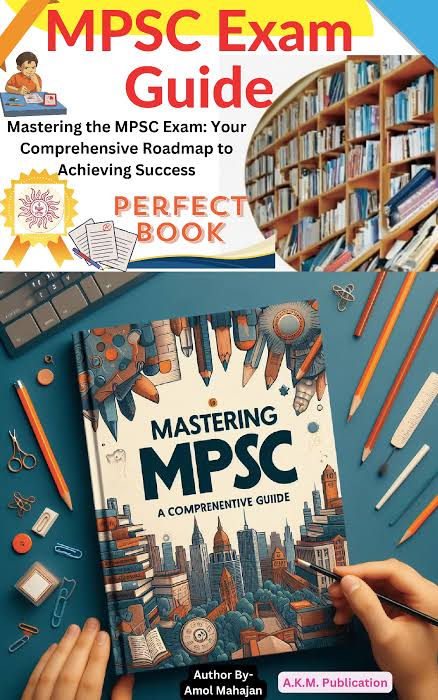 MPSC Exam
Guide
Mastering the MPSC Exam: Your
Comprehensive Roadmap to
Achieving Success
PERFECT
BOOK
MASTERING
MPSC
A COMPRENENTIVE GUIIDE
Author By-
Amol Mahajan
A.K.M. Publication